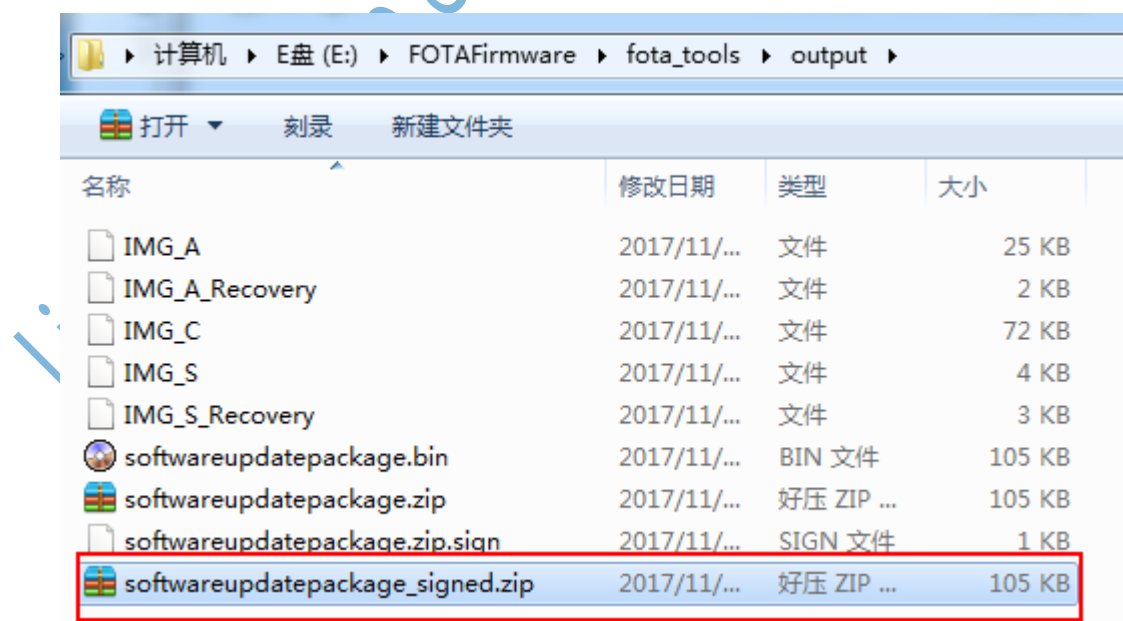 计算机 E盘 (E:) FOTAFirmware fota_tools output
打开 刻录 新建文件夹
名称 修改日期 类型 大小
IMG_A 2017/11/... 文件 25 KB
IMG_A_Recovery 2017/11/... 文件 2 KB
IMG_C 2017/11/... 文件 72 KB
IMG_S 2017/11/... 文件 4 KB
IMG_S_Recovery 2017/11/... 文件 3 KB
softwareupdatepackage.bin 2017/11/... BIN 文件 105 KB
softwareupdatepackage.zip 2017/11/... 好压 ZIP ... 105 KB
softwareupdatepackage.zip.sign 2017/11/... SIGN 文件 1 KB
softwareupdatepackage_signed.zip 2017/11/... 好压 ZIP ... 105 KB